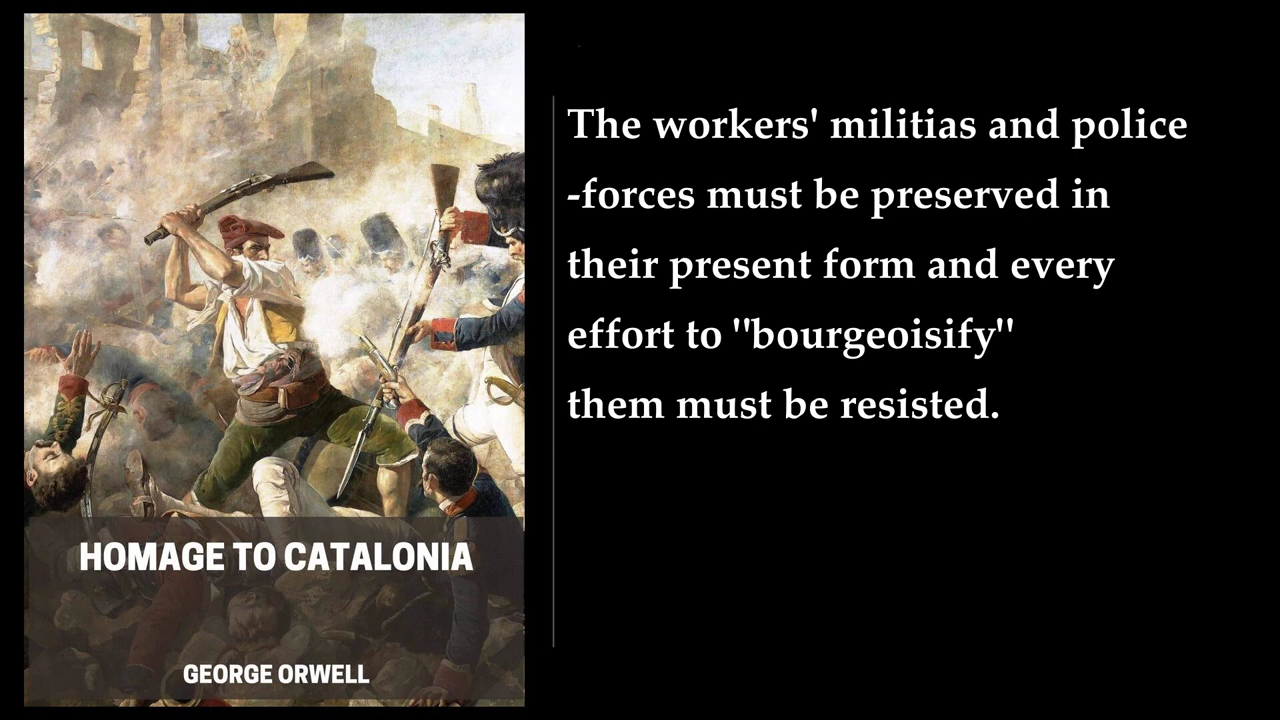 HOMAGE TO CATALONIA
GEORGE ORWELL
The workers' militias and police
-forces must be preserved in
their present form and every
effort to "bourgeoisify"
them must be resisted.